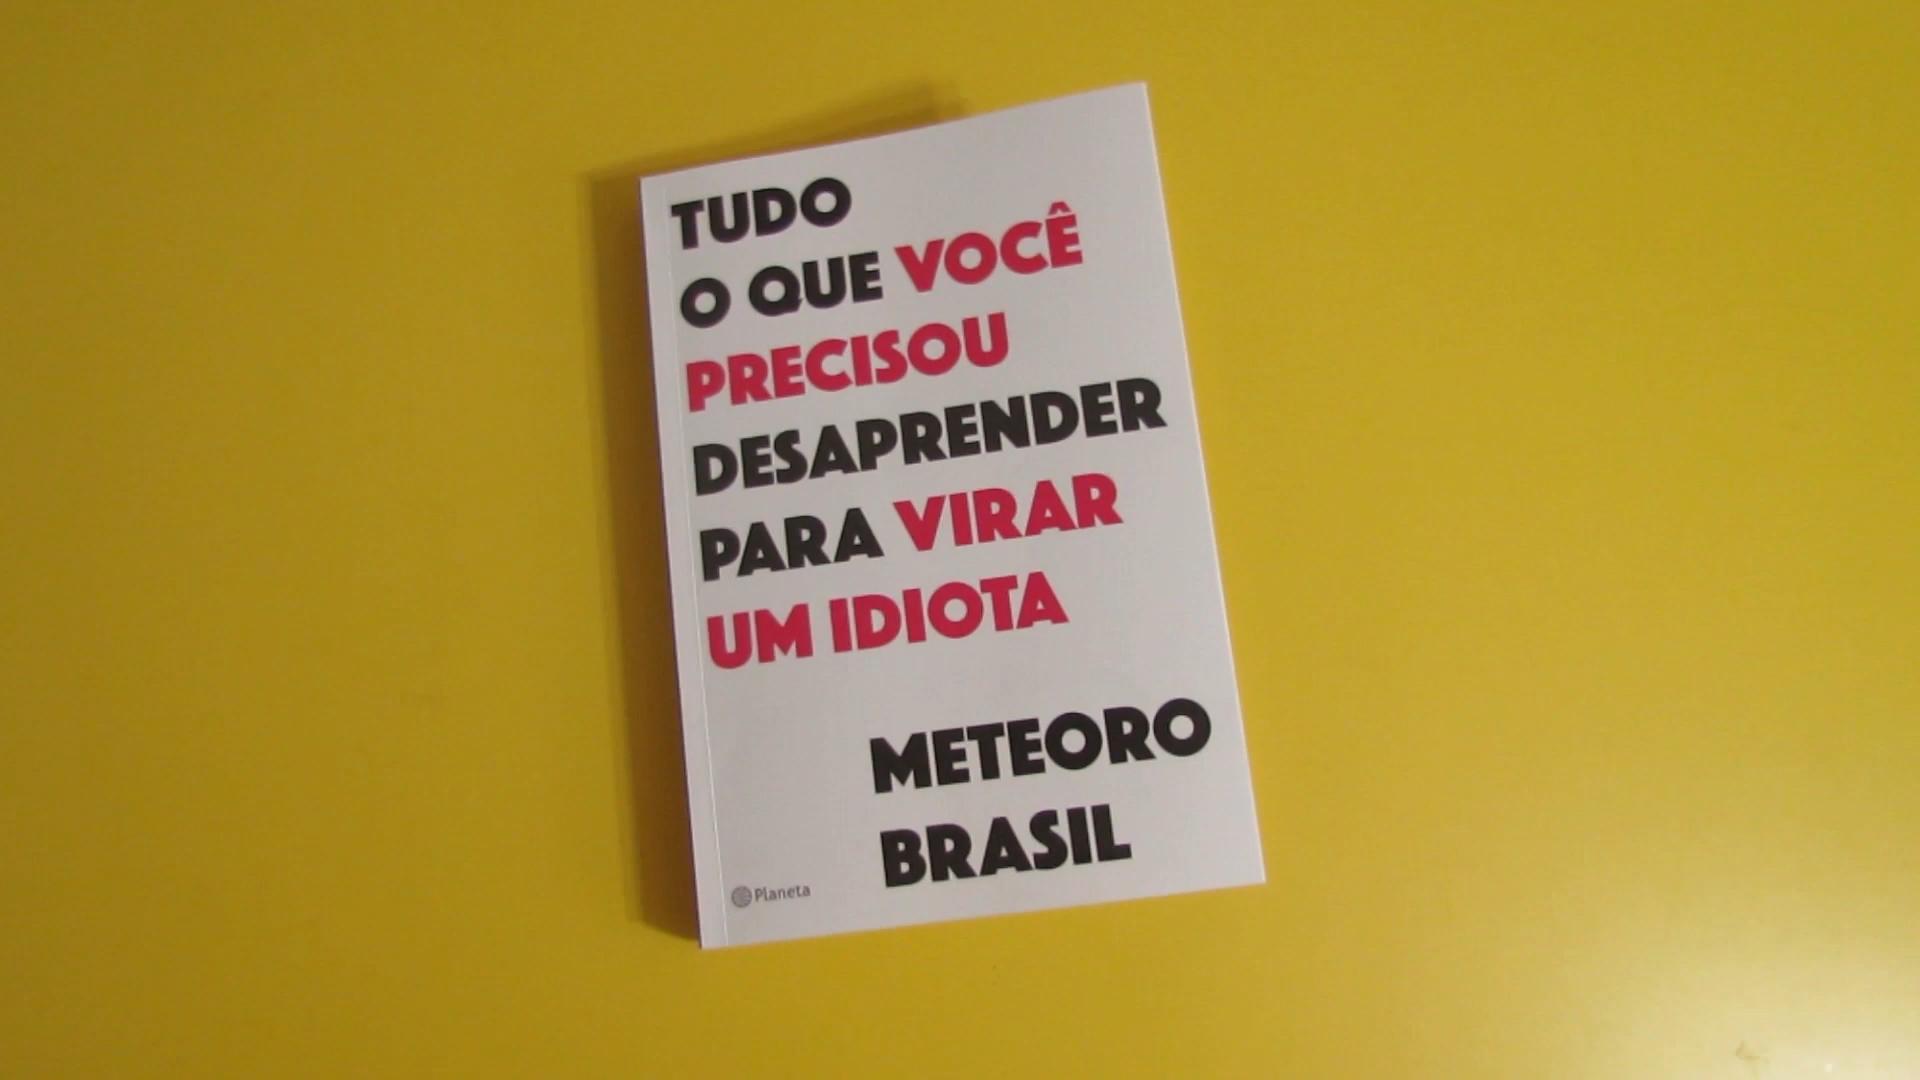 TUDO
O QUE VOCÊ
PRECISOU
DESAPRENDER
PARA VIRAR
UM IDIOTA
METEORO
BRASIL
Planeta